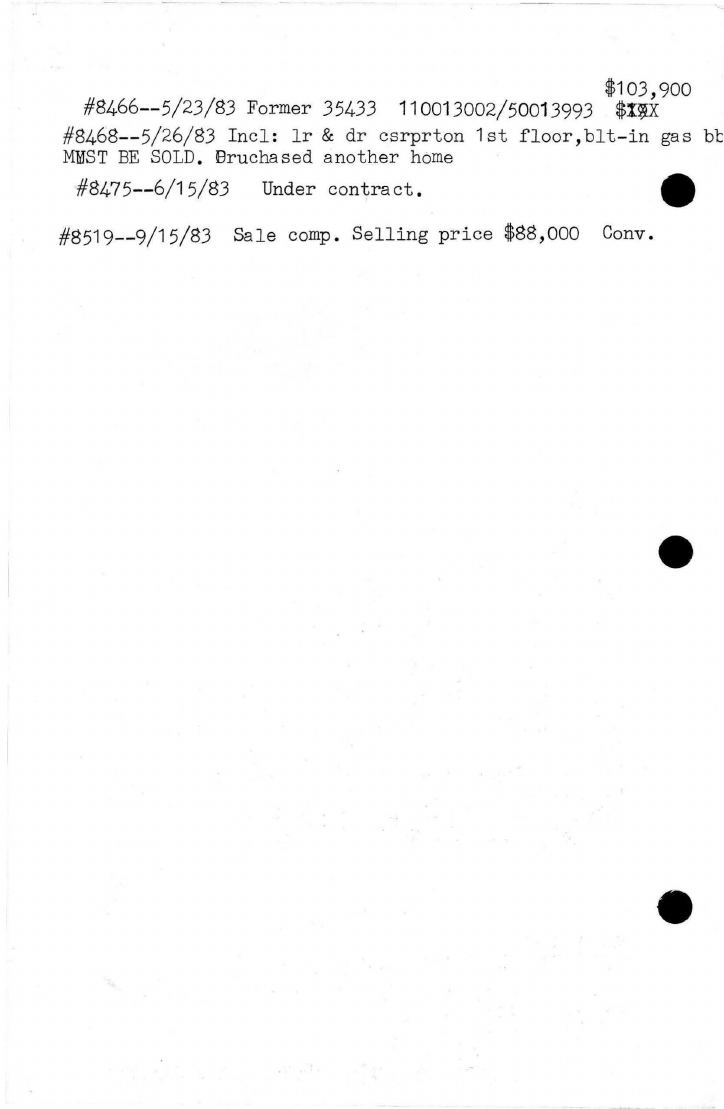 $103,900
#8466--5/23/83 Former 35433 110013002/50013993
#8468--5/26/83 Incl: lr & dr csrprton 1st floor,blt-in gas bb
MUST BE SOLD. Pruchased another home
#8475--6/15/83 Under contract.
#8519--9/15/83 Sale comp. Selling price $88,000 Conv.